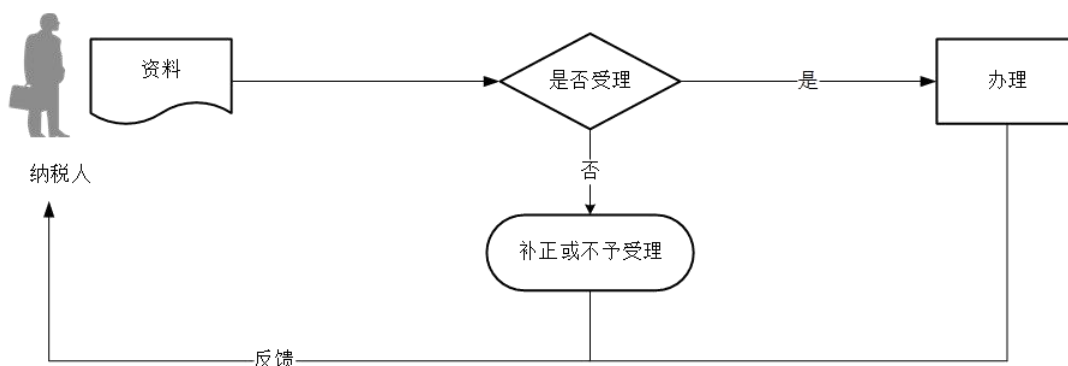 资料
是否受理
是
办理
纳税人
否
补正或不予受理
反馈